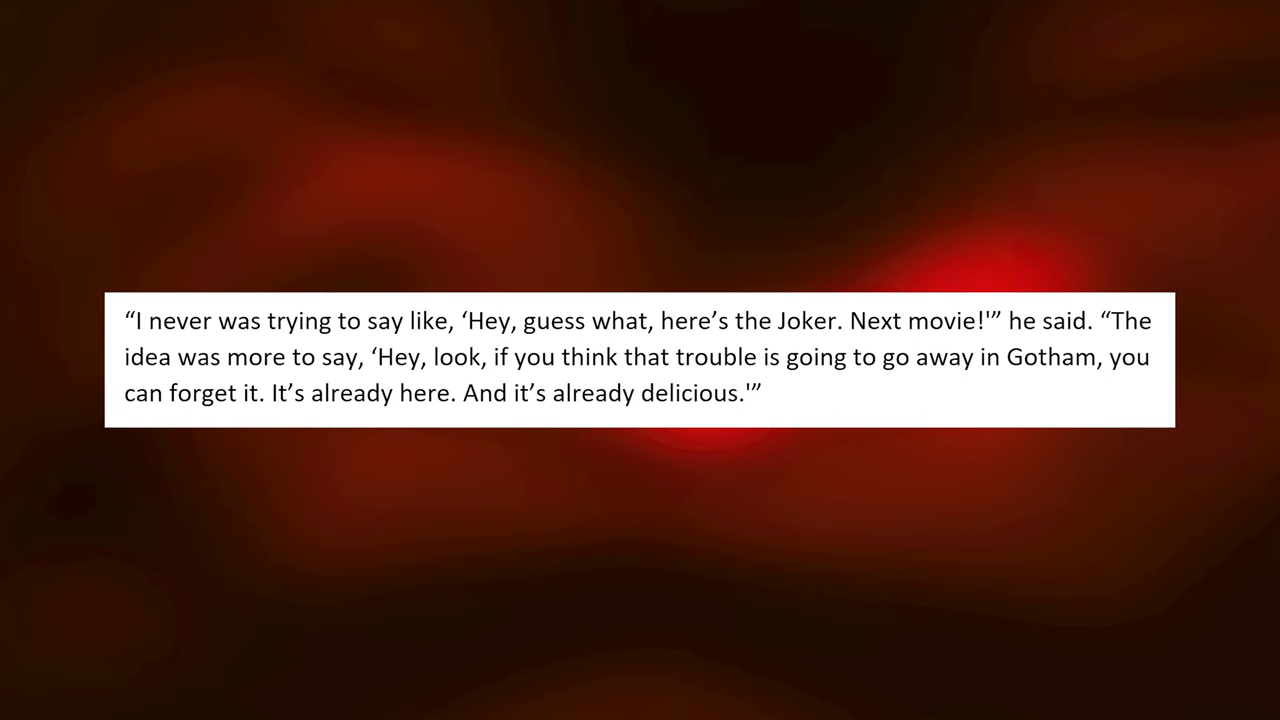 “I never was trying to say like, ‘Hey, guess what, here’s the Joker. Next movie!'” he said. “The
idea was more to say, ‘Hey, look, if you think that trouble is going to go away in Gotham, you
can forget it. It’s already here. And it’s already delicious.'”